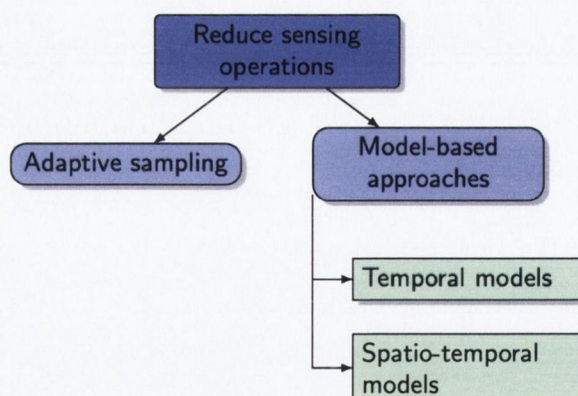 Reduce sensing
operations
Adaptive sampling
Model-based
approaches
Temporal models
Spatio-temporal
models